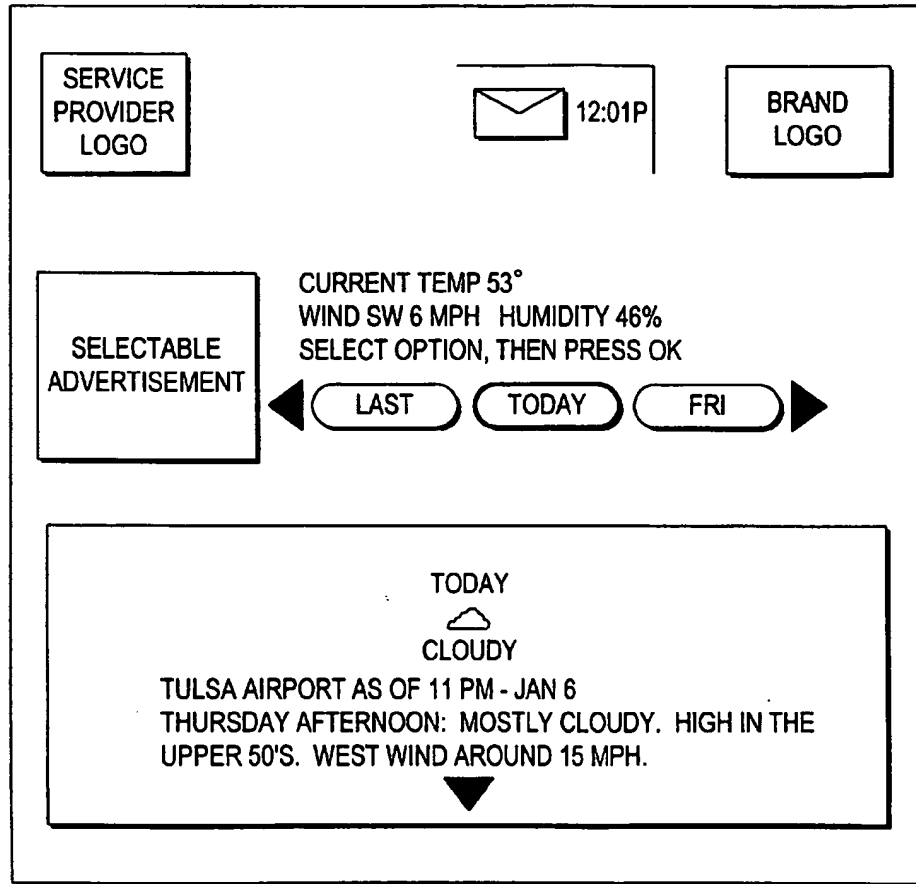 SERVICE
PROVIDER
LOGO
12:01P
BRAND
LOGO
SELECTABLE
ADVERTISEMENT
CURRENT TEMP 53°
WIND SW 6 MPH HUMIDITY 46%
SELECT OPTION, THEN PRESS OK
LAST TODAY FRI
TODAY
CLOUDY
TULSA AIRPORT AS OF 11 PM - JAN 6
THURSDAY AFTERNOON: MOSTLY CLOUDY. HIGH IN THE
UPPER 50'S. WEST WIND AROUND 15 MPH.